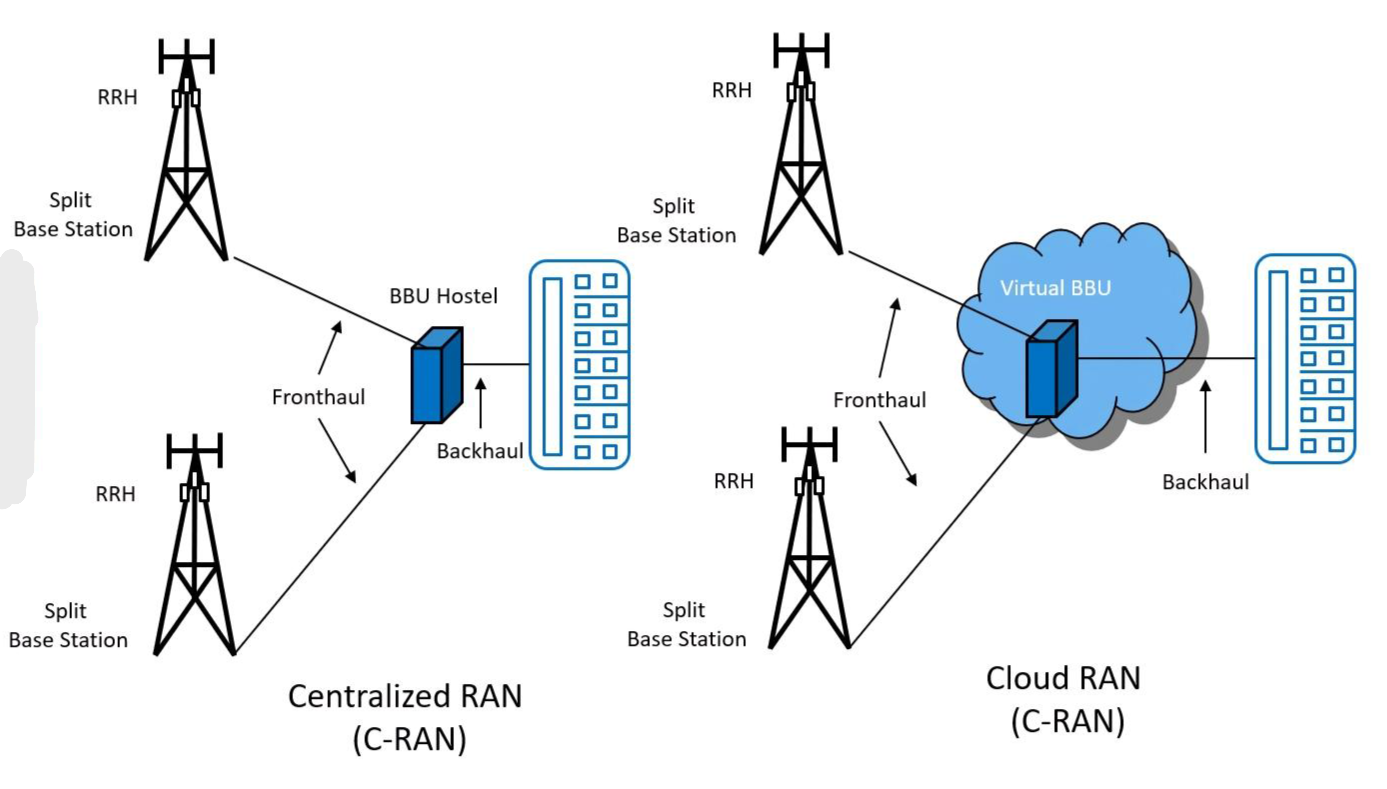 RRH
Split
Base Station
BBU Hostel
Fronthaul
Backhaul
RRH
Split
Base Station
Centralized RAN
(C-RAN)
RRH
Split
Base Station
Virtual BBU
Fronthaul
Backhaul
RRH
Split
Base Station
Cloud RAN
(C-RAN)